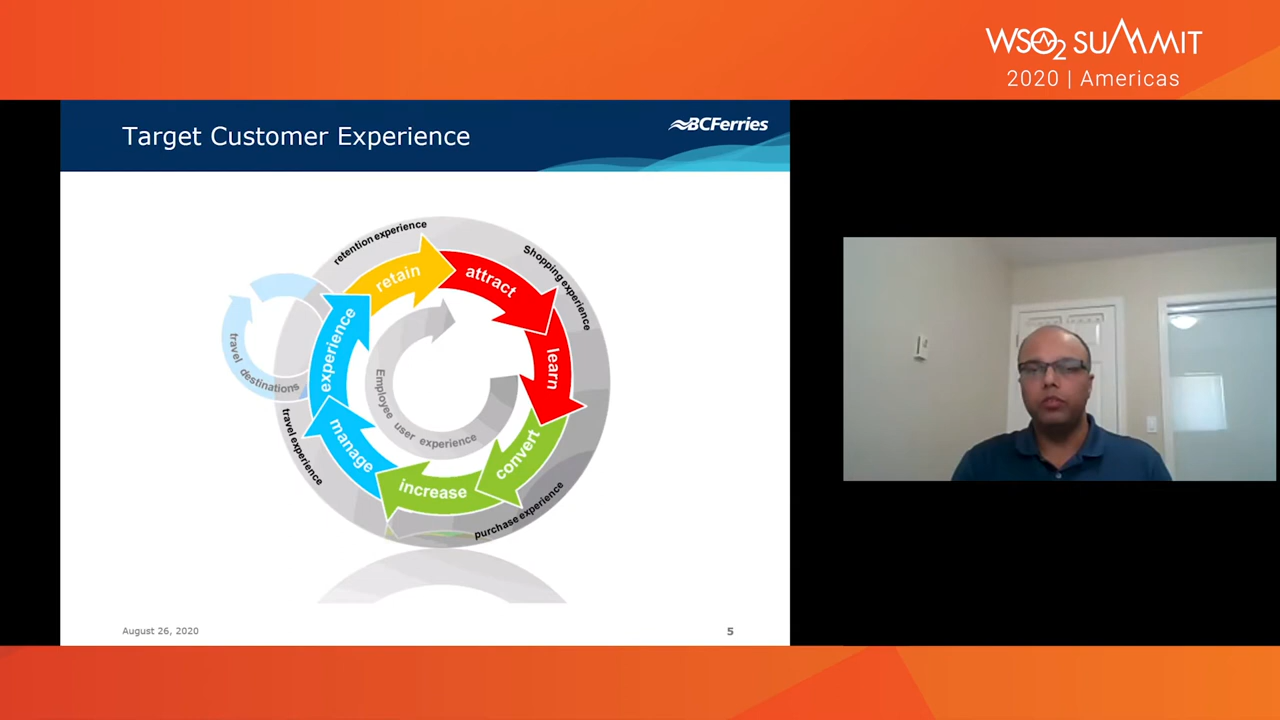 WSO2 SUMMIT
2020 | Americas
Target Customer Experience
BCFerries
retention experience
Shopping experience
retain
attract
experience
learn
travel destinations
Employee user experience
travel experience
manage
convert
increase
purchase experience
August 26, 2020
5